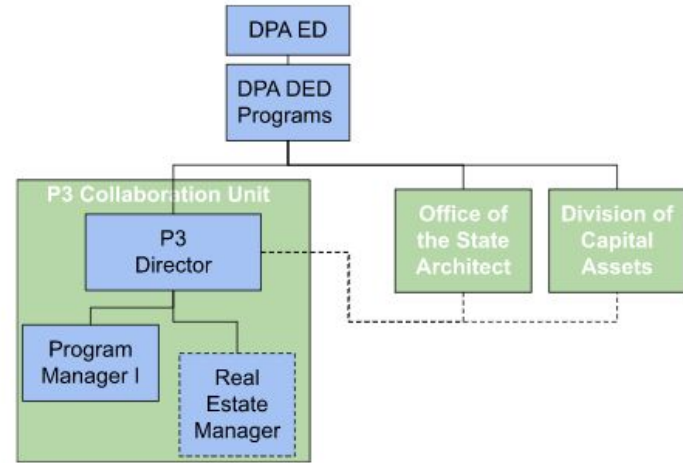 DPA ED
DPA DED
Programs
P3 Collaboration Unit
P3
Director
Office of
the State
Architect
Division of
Capital
Assets
Program
Manager I
Real
Estate
Manager